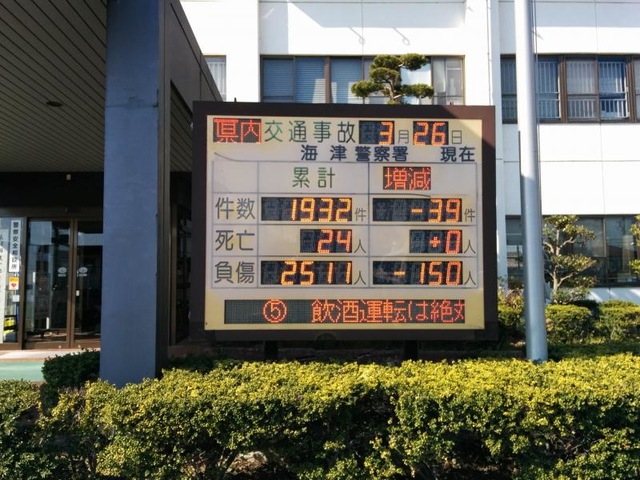 県内 交通事故 3月26日
海津警察署 現在
累計 増減
件数 1932件 -39件
死亡 24人 +0人
負傷 2511人 -150人
⑤ 飲酒運転は絶対